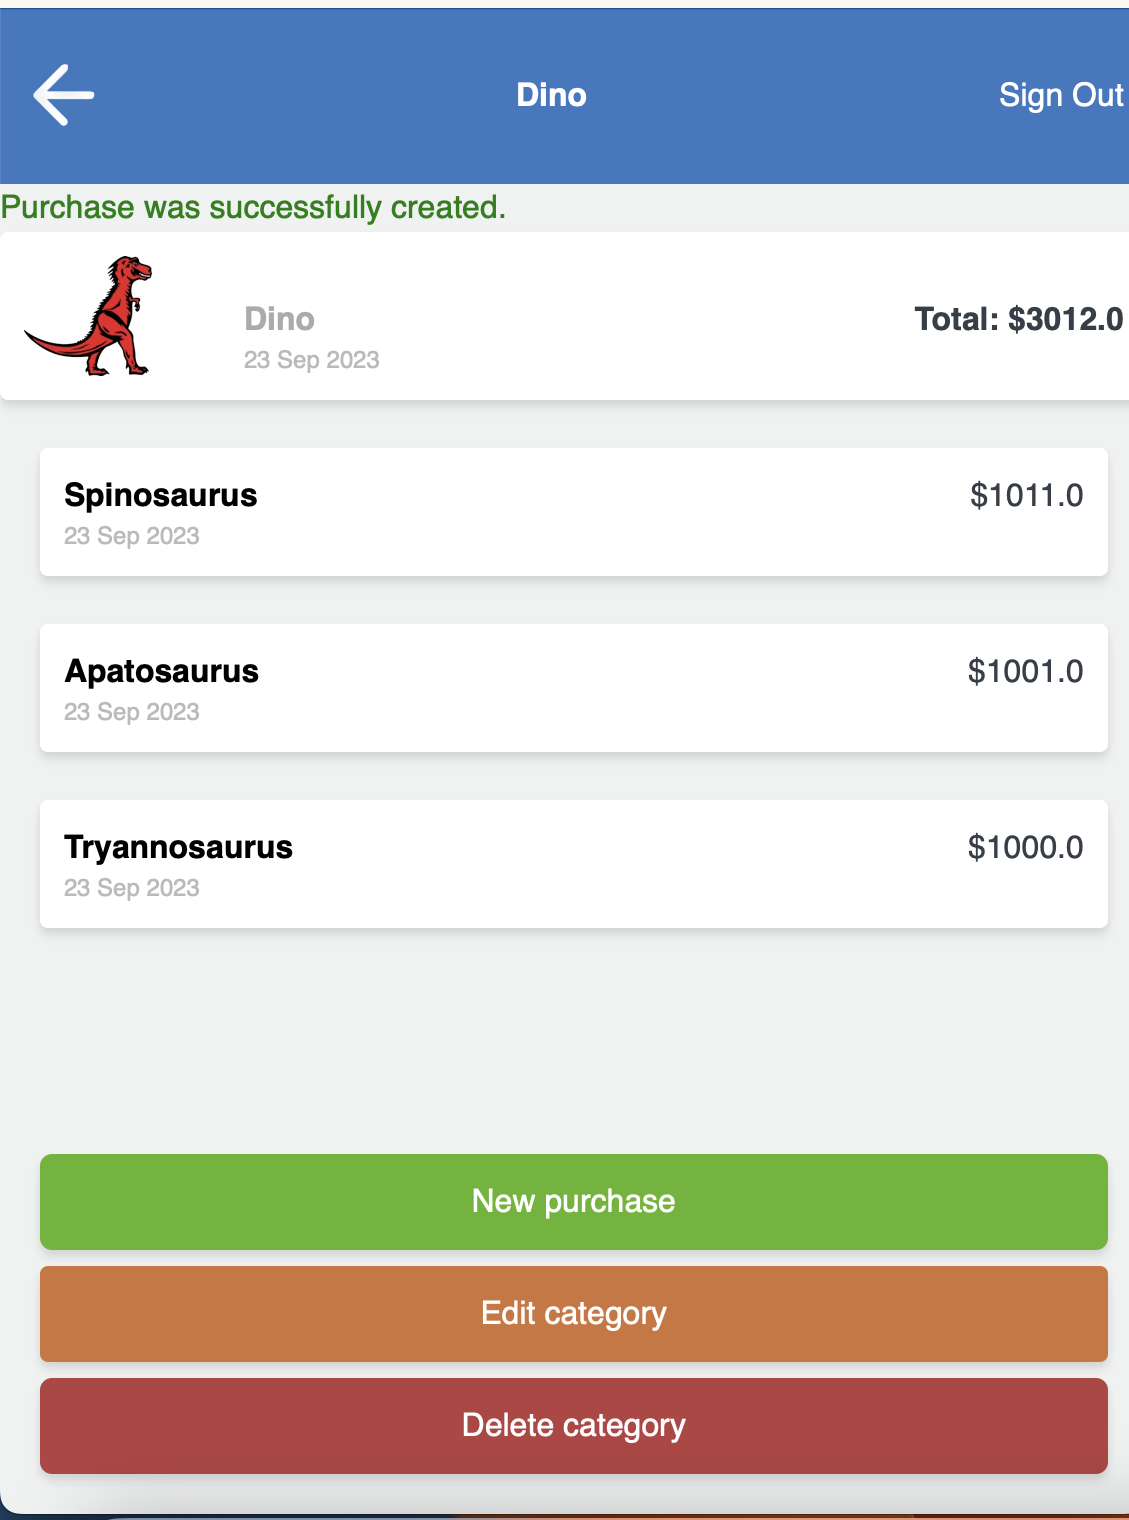 Dino
Sign Out
Purchase was successfully created.
Dino
Total: $3012.0
23 Sep 2023
Spinosaurus
$1011.0
23 Sep 2023
Apatosaurus
$1001.0
23 Sep 2023
Tryannosaurus
$1000.0
23 Sep 2023
New purchase
Edit category
Delete category